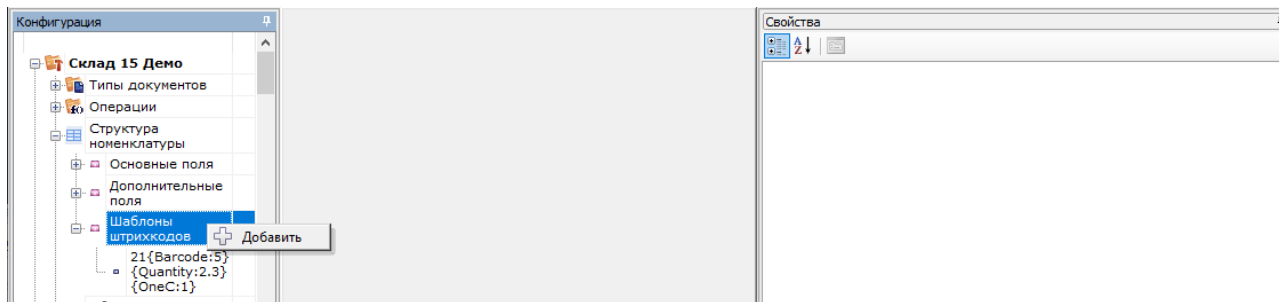 Конфигурация
Склад 15 Демо
Типы документов
Операции
Структура
номенклатуры
Основные поля
Дополнительные
поля
Шаблоны
штрихкодов
Добавить
21{Barcode:5}
{Quantity:2.3}
{OneC:1}
Свойства